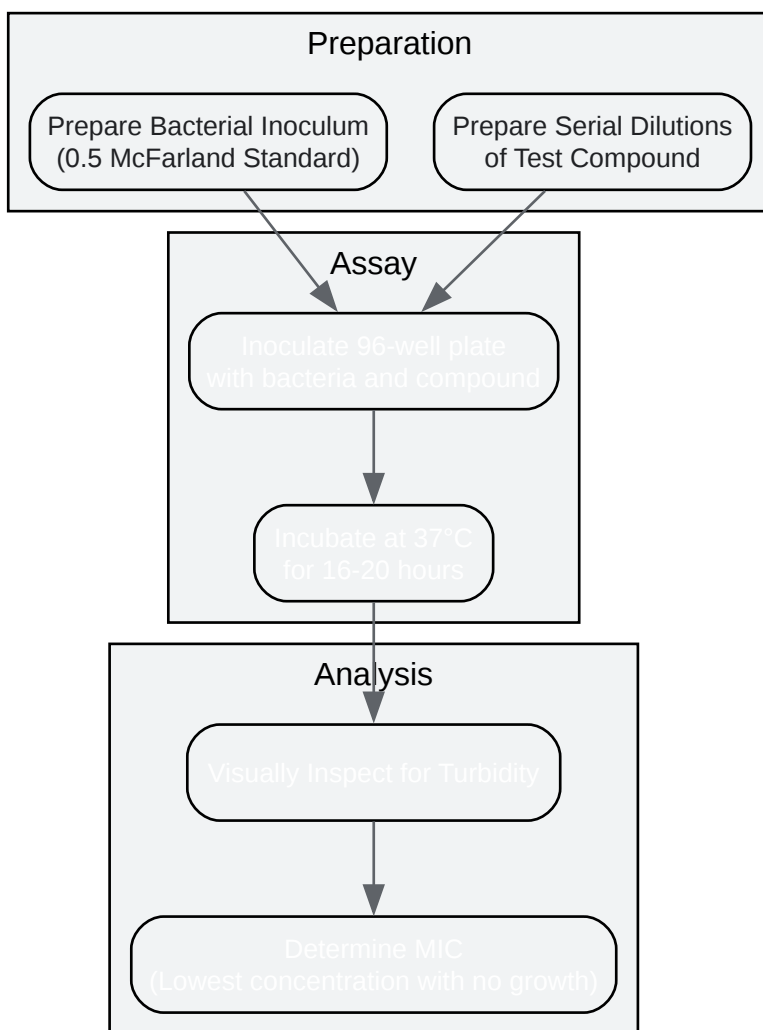 Preparation
Prepare Bacterial Inoculum
(0.5 McFarland Standard)
Prepare Serial Dilutions
of Test Compound
Assay
Inoculate 96-well plate
with bacteria and compound
Incubate at 37°C
for 16-20 hours
Analysis
Visually Inspect for Turbidity
Determine MIC
(Lowest concentration with no growth)